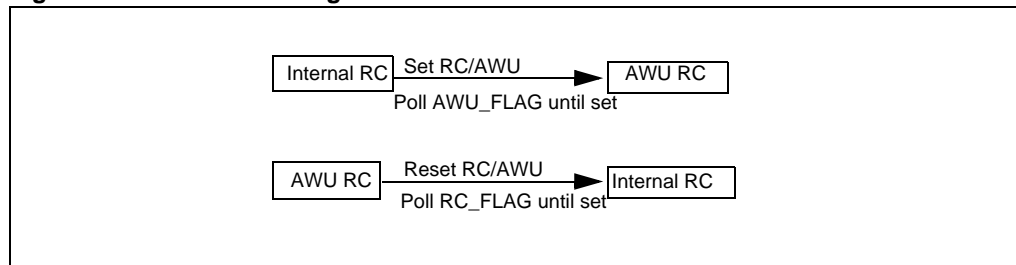 Internal RC Set RC/AWU AWU RC
Poll AWU_FLAG until set
AWU RC Reset RC/AWU Internal RC
Poll RC_FLAG until set